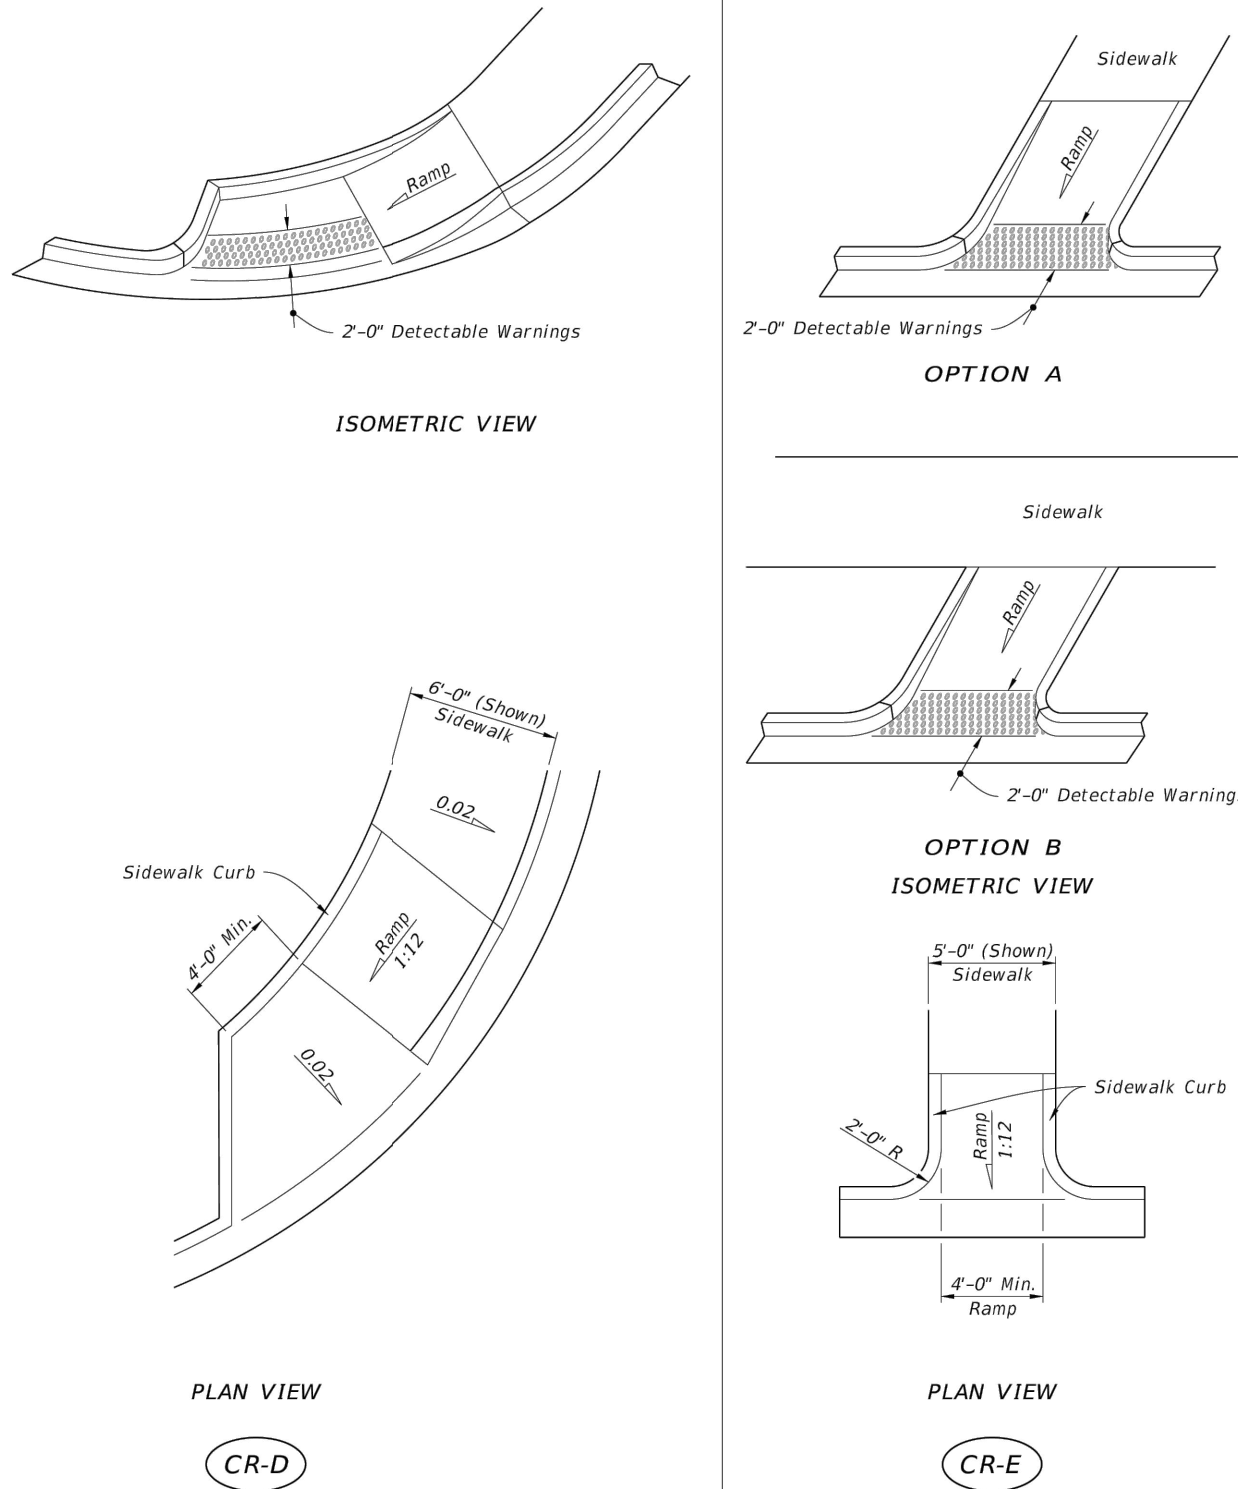 Ramp
2'-0" Detectable Warnings
ISOMETRIC VIEW
6'-0" (Shown)
Sidewalk
0.02
Sidewalk Curb
4'-0" Min.
Ramp
1:12
0.02
PLAN VIEW
CR-D
Sidewalk
Ramp
2'-0" Detectable Warnings
OPTION A
Sidewalk
Ramp
2'-0" Detectable Warning
OPTION B
ISOMETRIC VIEW
5'-0" (Shown)
Sidewalk
Sidewalk Curb
2'-0" R
Ramp
1:12
4'-0" Min.
Ramp
PLAN VIEW
CR-E